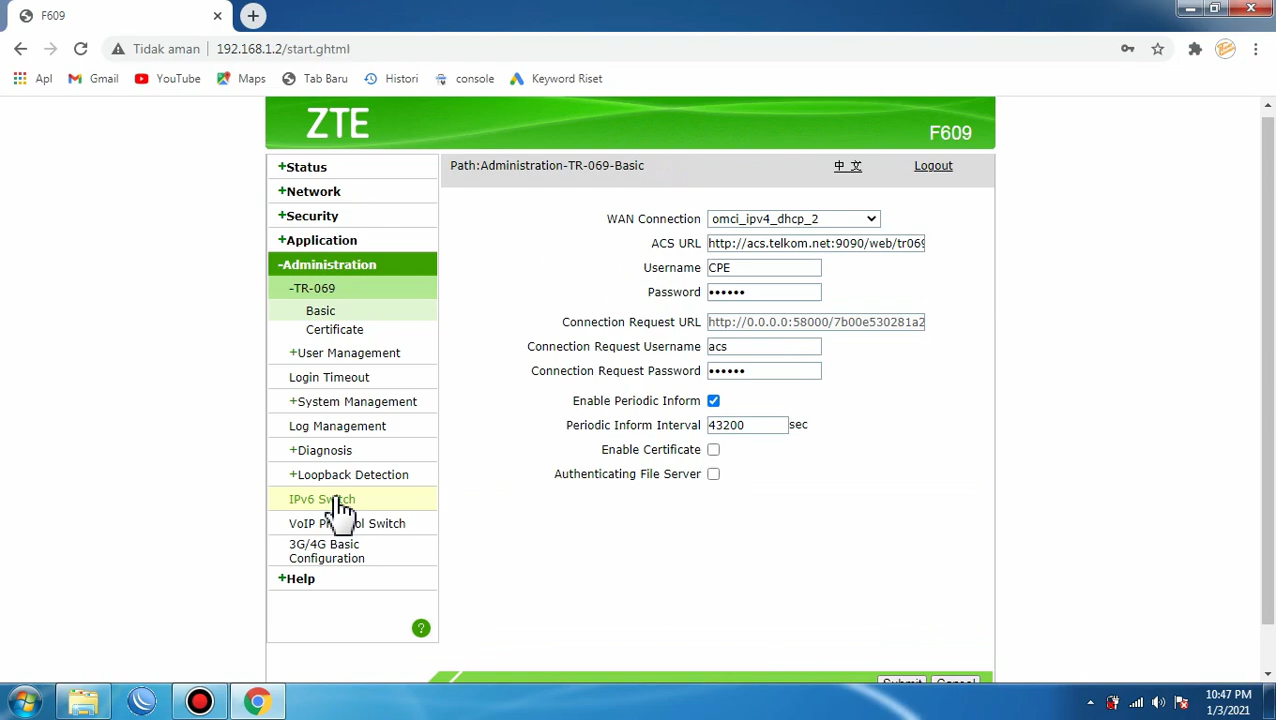 F609
Tidak aman 192.168.1.2/start.ghtml
Apl Gmail YouTube Maps Tab Baru Histori console Keyword Riset
ZTE
F609
+Status
+Network
+Security
+Application
-Administration
-TR-069
Basic
Certificate
+User Management
Login Timeout
+System Management
Log Management
+Diagnosis
+Loopback Detection
IPv6 Switch
VoIP Switch
3G/4G Basic
Configuration
+Help
?
Path:Administration-TR-069-Basic 中文 Logout
WAN Connection omci_ipv4_dhcp_2
ACS URL http://acs.telkom.net:9090/web/tr069
Username CPE
Password ••••••
Connection Request URL http://0.0.0.0:58000/7b00e530281a2
Connection Request Username acs
Connection Request Password ••••••
Enable Periodic Inform
Periodic Inform Interval 43200 sec
Enable Certificate
Authenticating File Server
Submit Cancel
10:47 PM
1/3/2021